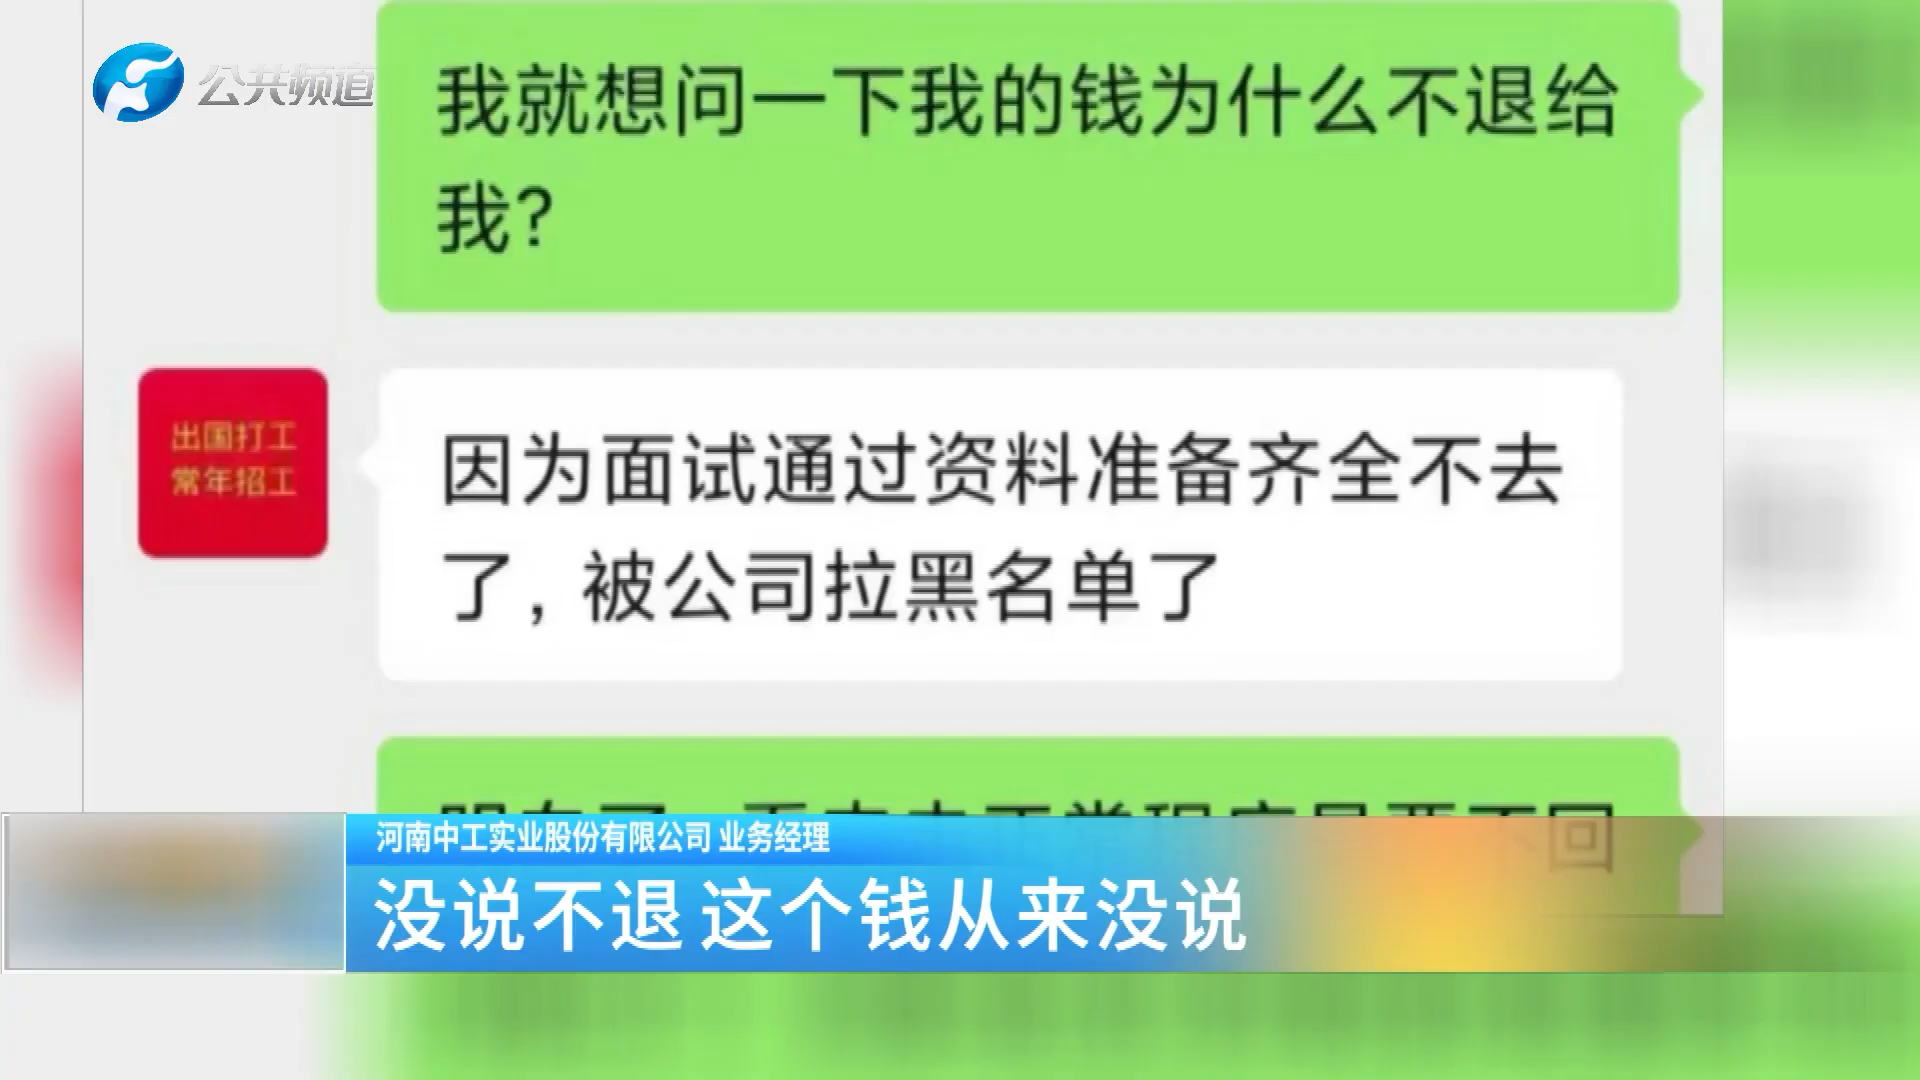 公共频道
我就想问一下我的钱为什么不退给
我?
出国打工
常年招工
因为面试通过资料准备齐全不去
了，被公司拉黑名单了
回
河南中工实业股份有限公司 业务经理
没说不退 这个钱从来没说